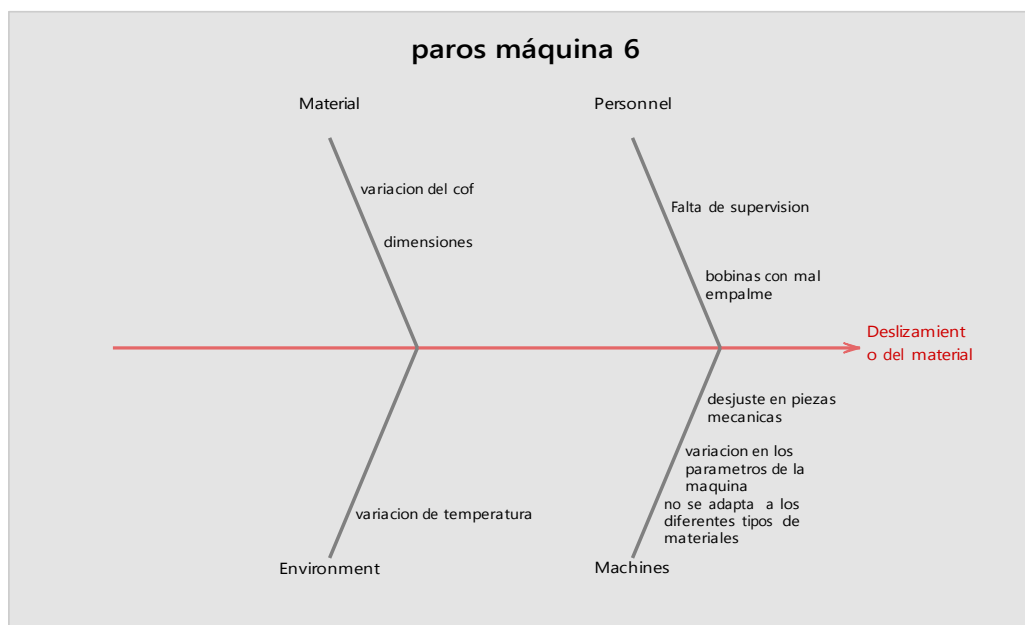 paros máquina 6
Material
Personnel
variacion del cof
dimensiones
Falta de supervision
bobinas con mal
empalme
Deslizamient
o del material
desjuste en piezas
mecanicas
variacion en los
parametros de la
maquina
no se adapta a los
diferentes tipos de
materiales
variacion de temperatura
Environment
Machines